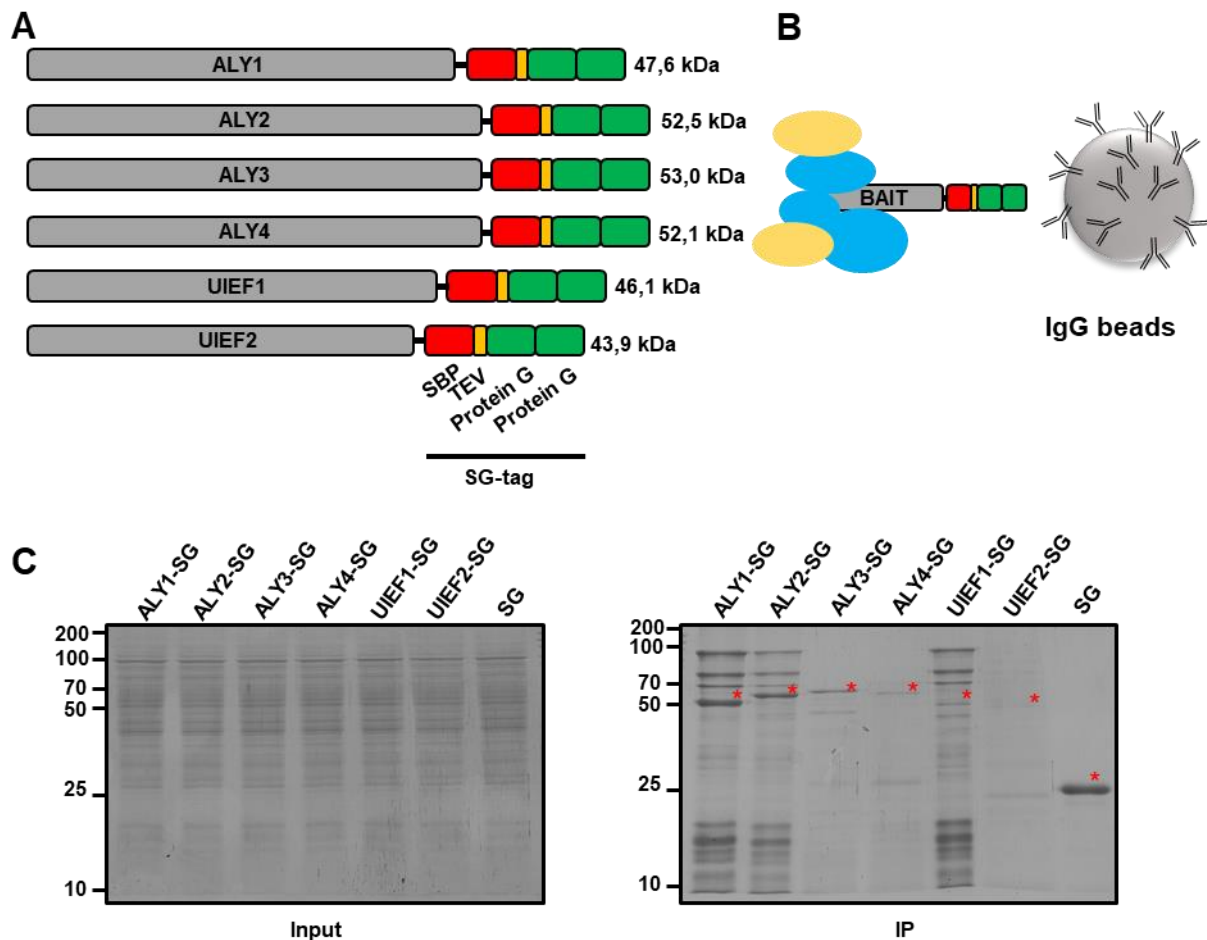 A
ALY1 47,6 kDa
ALY2 52,5 kDa
ALY3 53,0 kDa
ALY4 52,1 kDa
UIEF1 46,1 kDa
UIEF2 43,9 kDa
SBP
TEV
Protein G
Protein G
SG-tag
B
BAIT
IgG beads
C
ALY1-SG
ALY2-SG
ALY3-SG
ALY4-SG
UIEF1-SG
UIEF2-SG
SG
200
100
70
50
25
10
Input
ALY1-SG
ALY2-SG
ALY3-SG
ALY4-SG
UIEF1-SG
UIEF2-SG
SG
200
100
70
50
25
10
*
*
*
*
*
*
*
IP